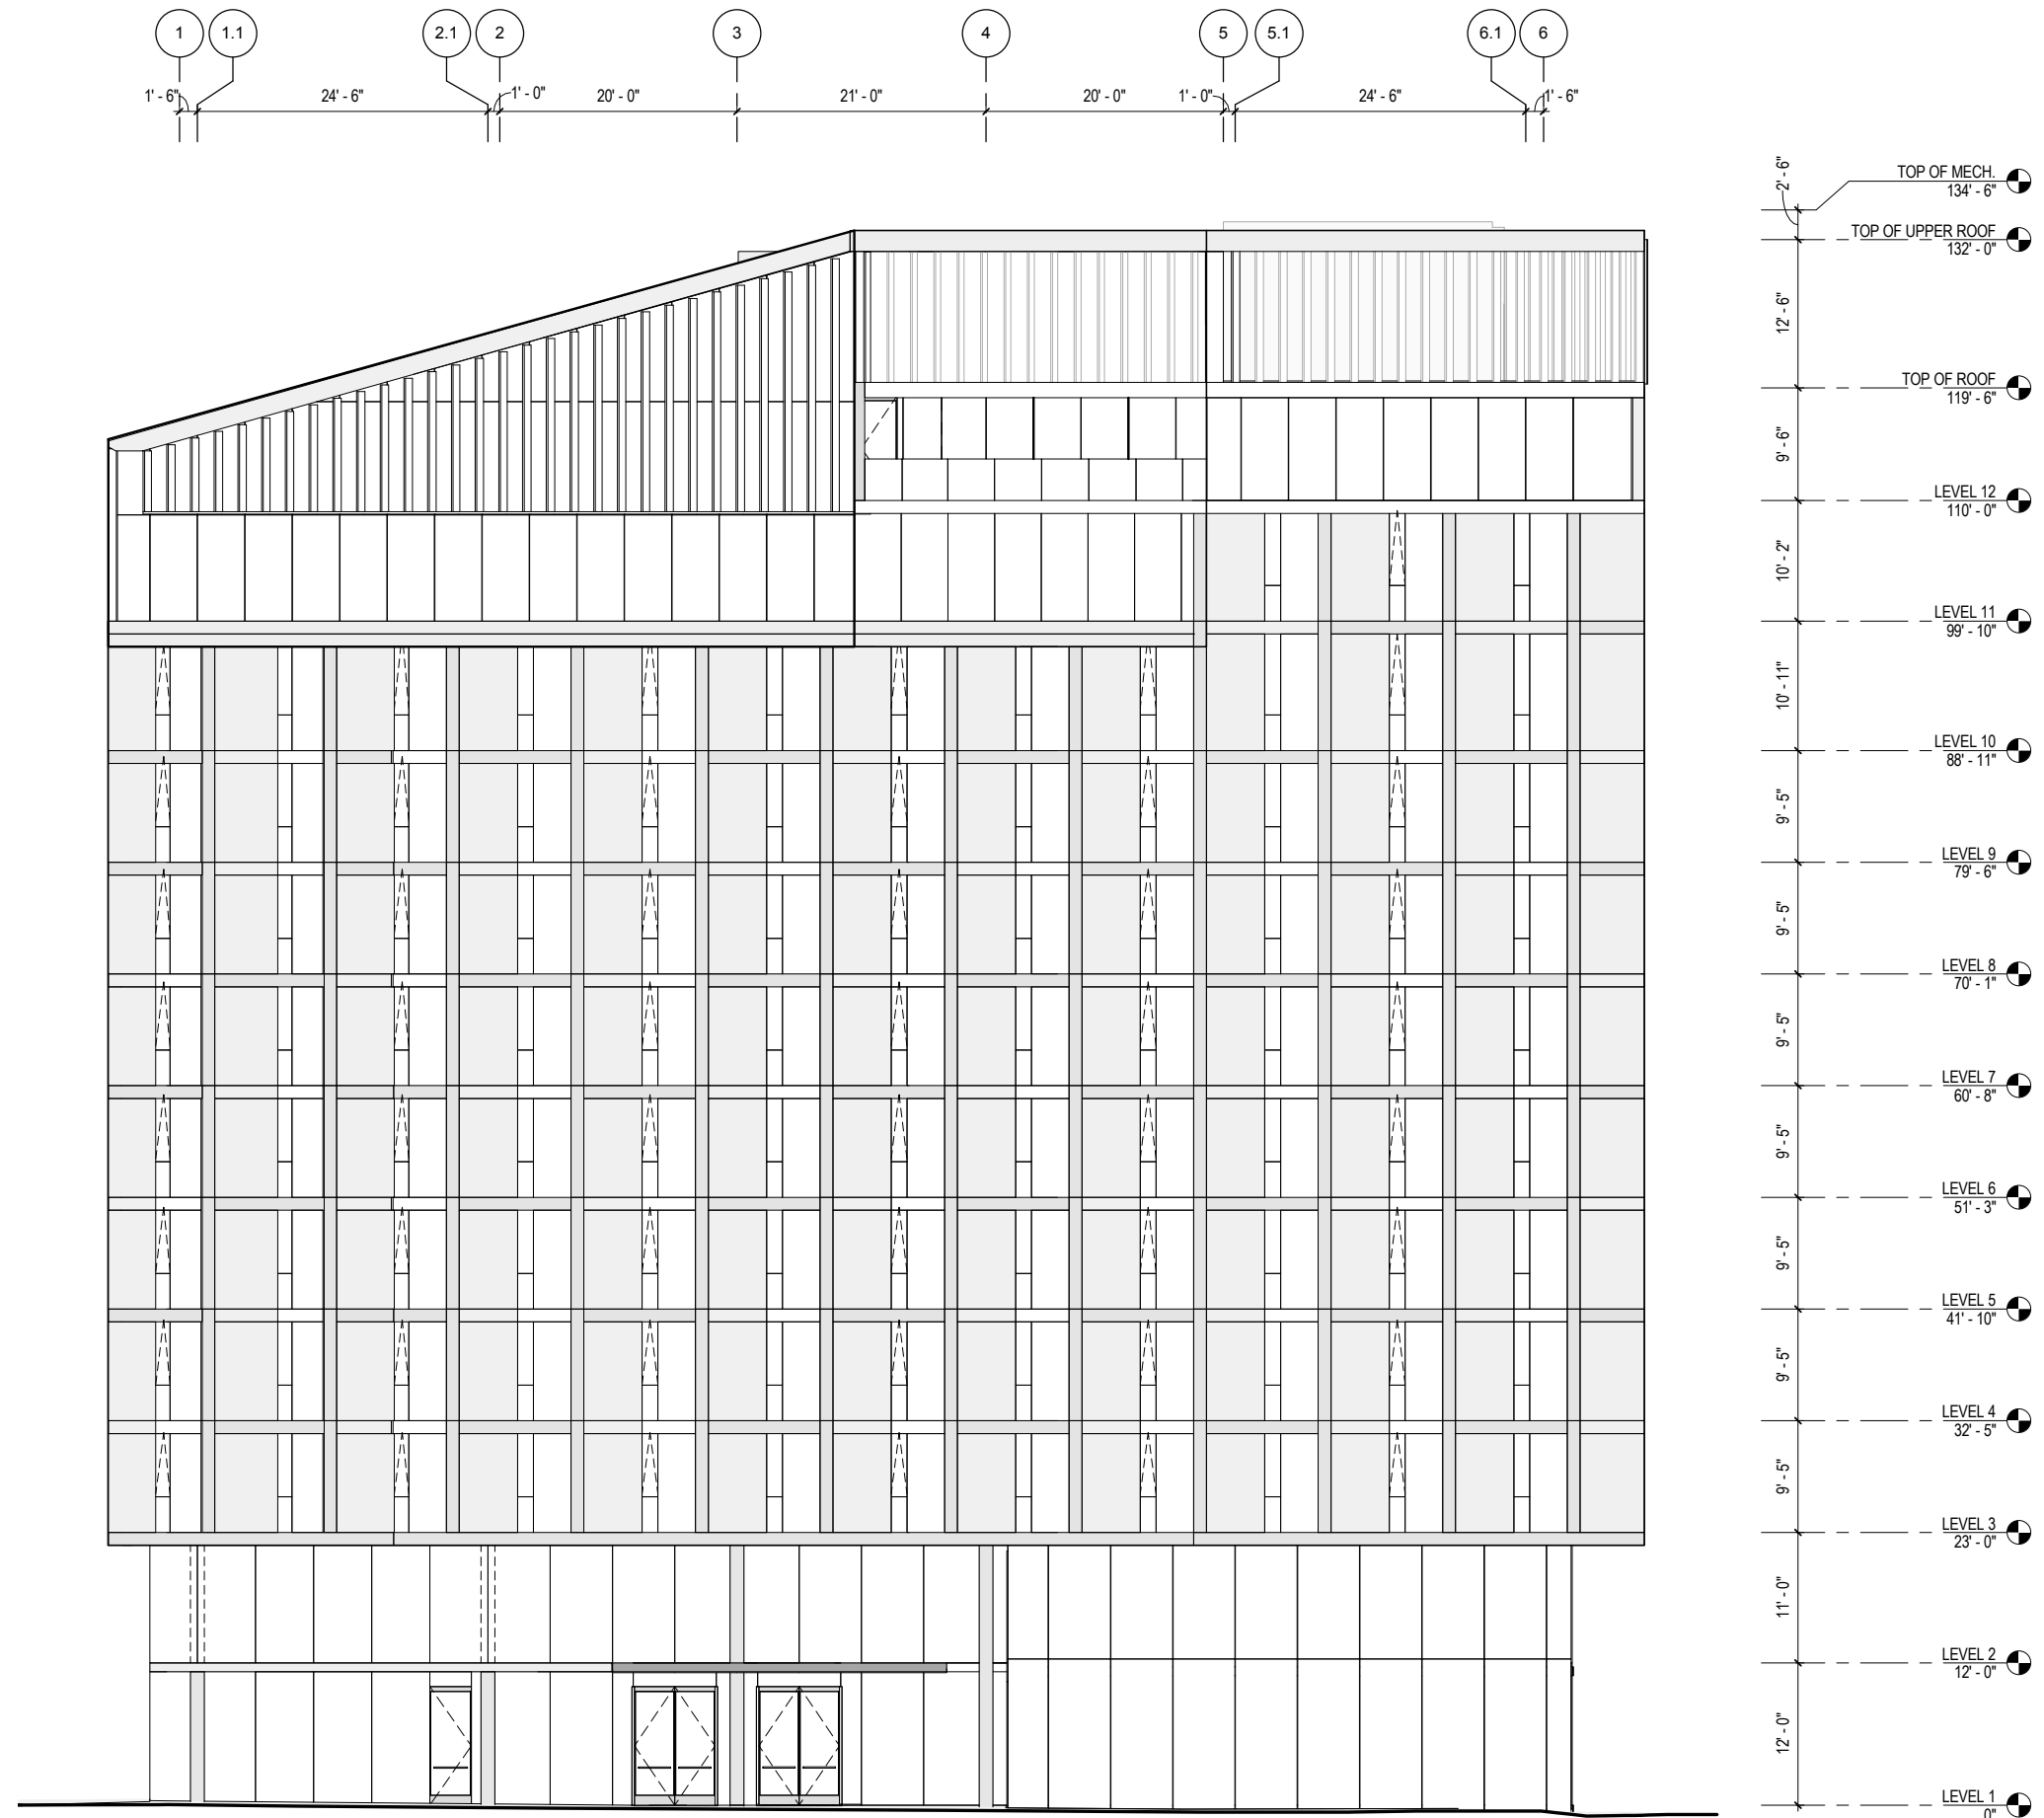 1 1.1 2.1 2 3 4 5 5.1 6.1 6
1' - 6" 24' - 6" 1' - 0" 20' - 0" 21' - 0" 20' - 0" 1' - 0" 24' - 6" 1' - 6"
2' - 6"
TOP OF MECH.
134' - 6"
TOP OF UPPER ROOF
132' - 0"
12' - 6"
TOP OF ROOF
119' - 6"
9' - 6"
LEVEL 12
110' - 0"
10' - 2"
LEVEL 11
99' - 10"
10' - 11"
LEVEL 10
88' - 11"
9' - 5"
LEVEL 9
79' - 6"
9' - 5"
LEVEL 8
70' - 1"
9' - 5"
LEVEL 7
60' - 8"
9' - 5"
LEVEL 6
51' - 3"
9' - 5"
LEVEL 5
41' - 10"
9' - 5"
LEVEL 4
32' - 5"
9' - 5"
LEVEL 3
23' - 0"
11' - 0"
LEVEL 2
12' - 0"
12' - 0"
LEVEL 1
0"